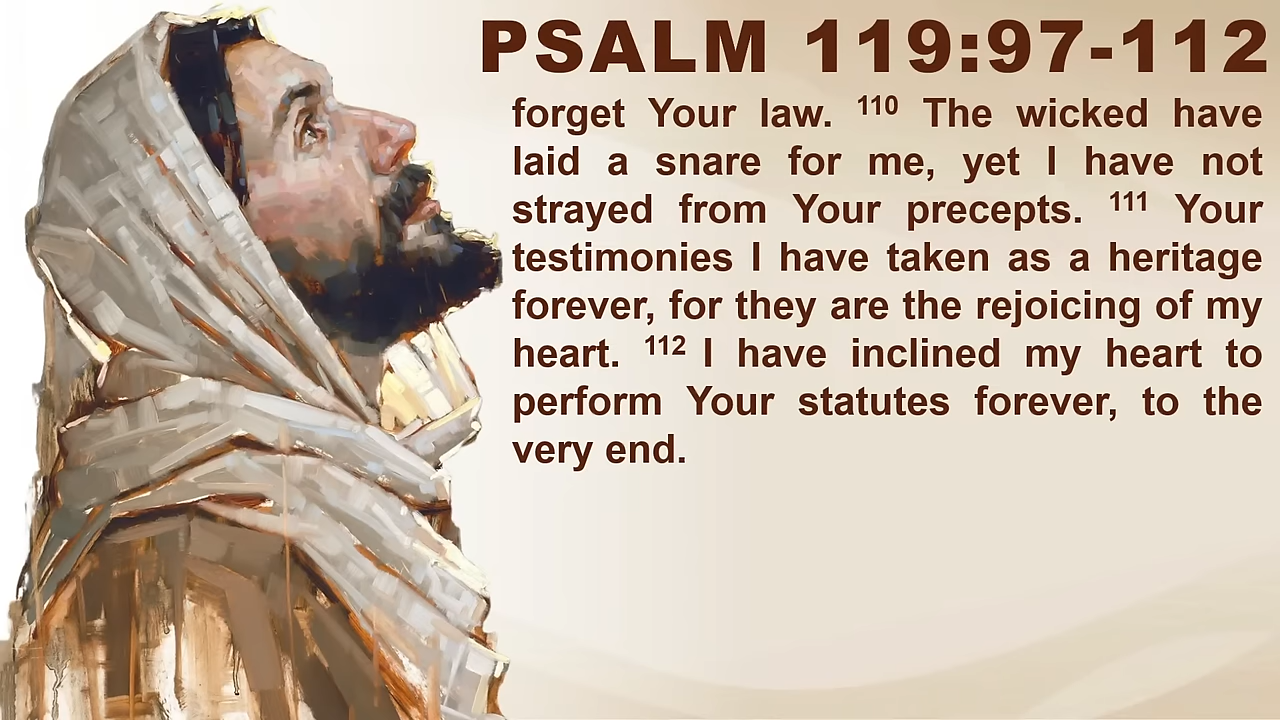 PSALM 119:97-112
forget Your law. 110 The wicked have
laid a snare for me, yet I have not
strayed from Your precepts. 111 Your
testimonies I have taken as a heritage
forever, for they are the rejoicing of my
heart. 112 I have inclined my heart to
perform Your statutes forever, to the
very end.